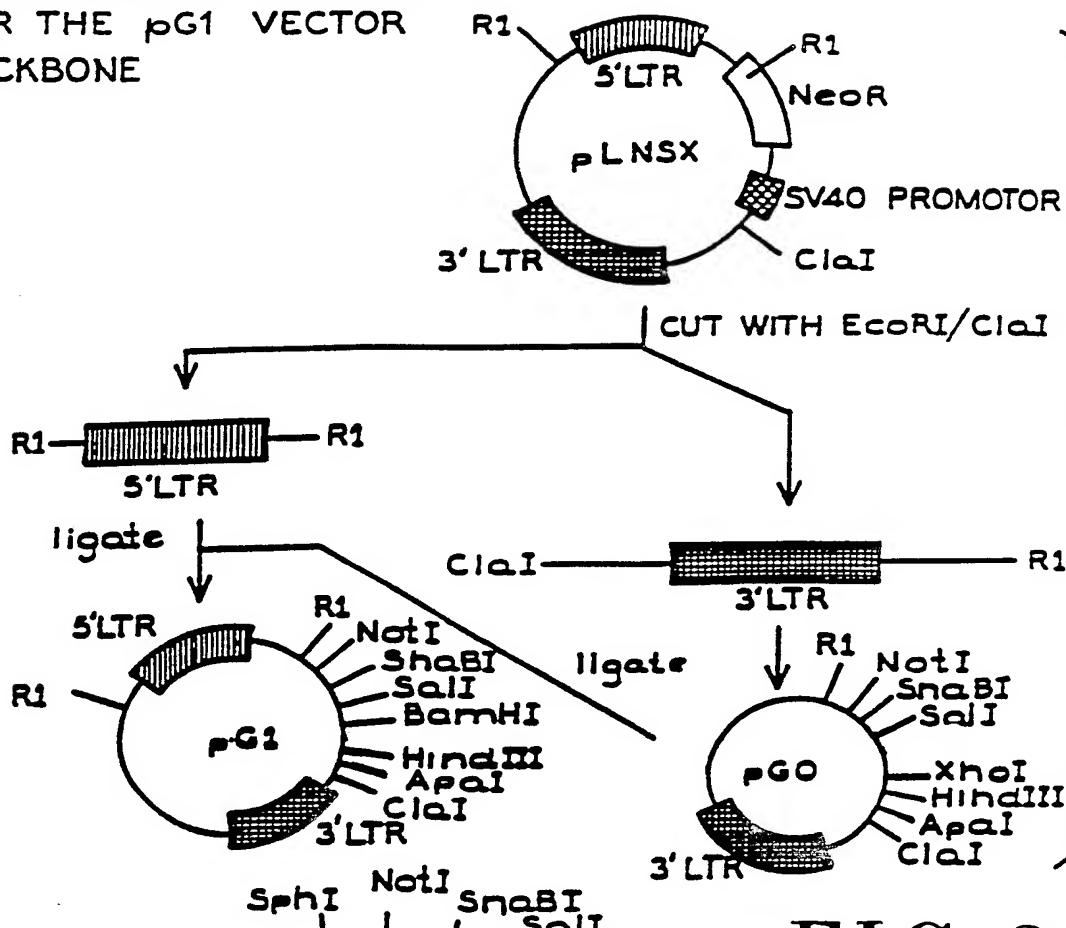 R THE pG1 VECTOR
CKBONE
R1
5'LTR
R1
NeoR
pLNSX
SV40 PROMOTOR
3' LTR
ClaI
CUT WITH EcoRI/ClaI
R1
R1
5'LTR
ligate
ClaI
R1
3'LTR
5'LTR
R1
R1
NotI
ShaBI
SalI
BamHI
HindIII
ApaI
ClaI
pG1
3'LTR
ligate
R1
NotI
SnaBI
SalI
XhoI
HindIII
ApaI
ClaI
pG0
3'LTR
SphI
NotI
SnaBI
SalI